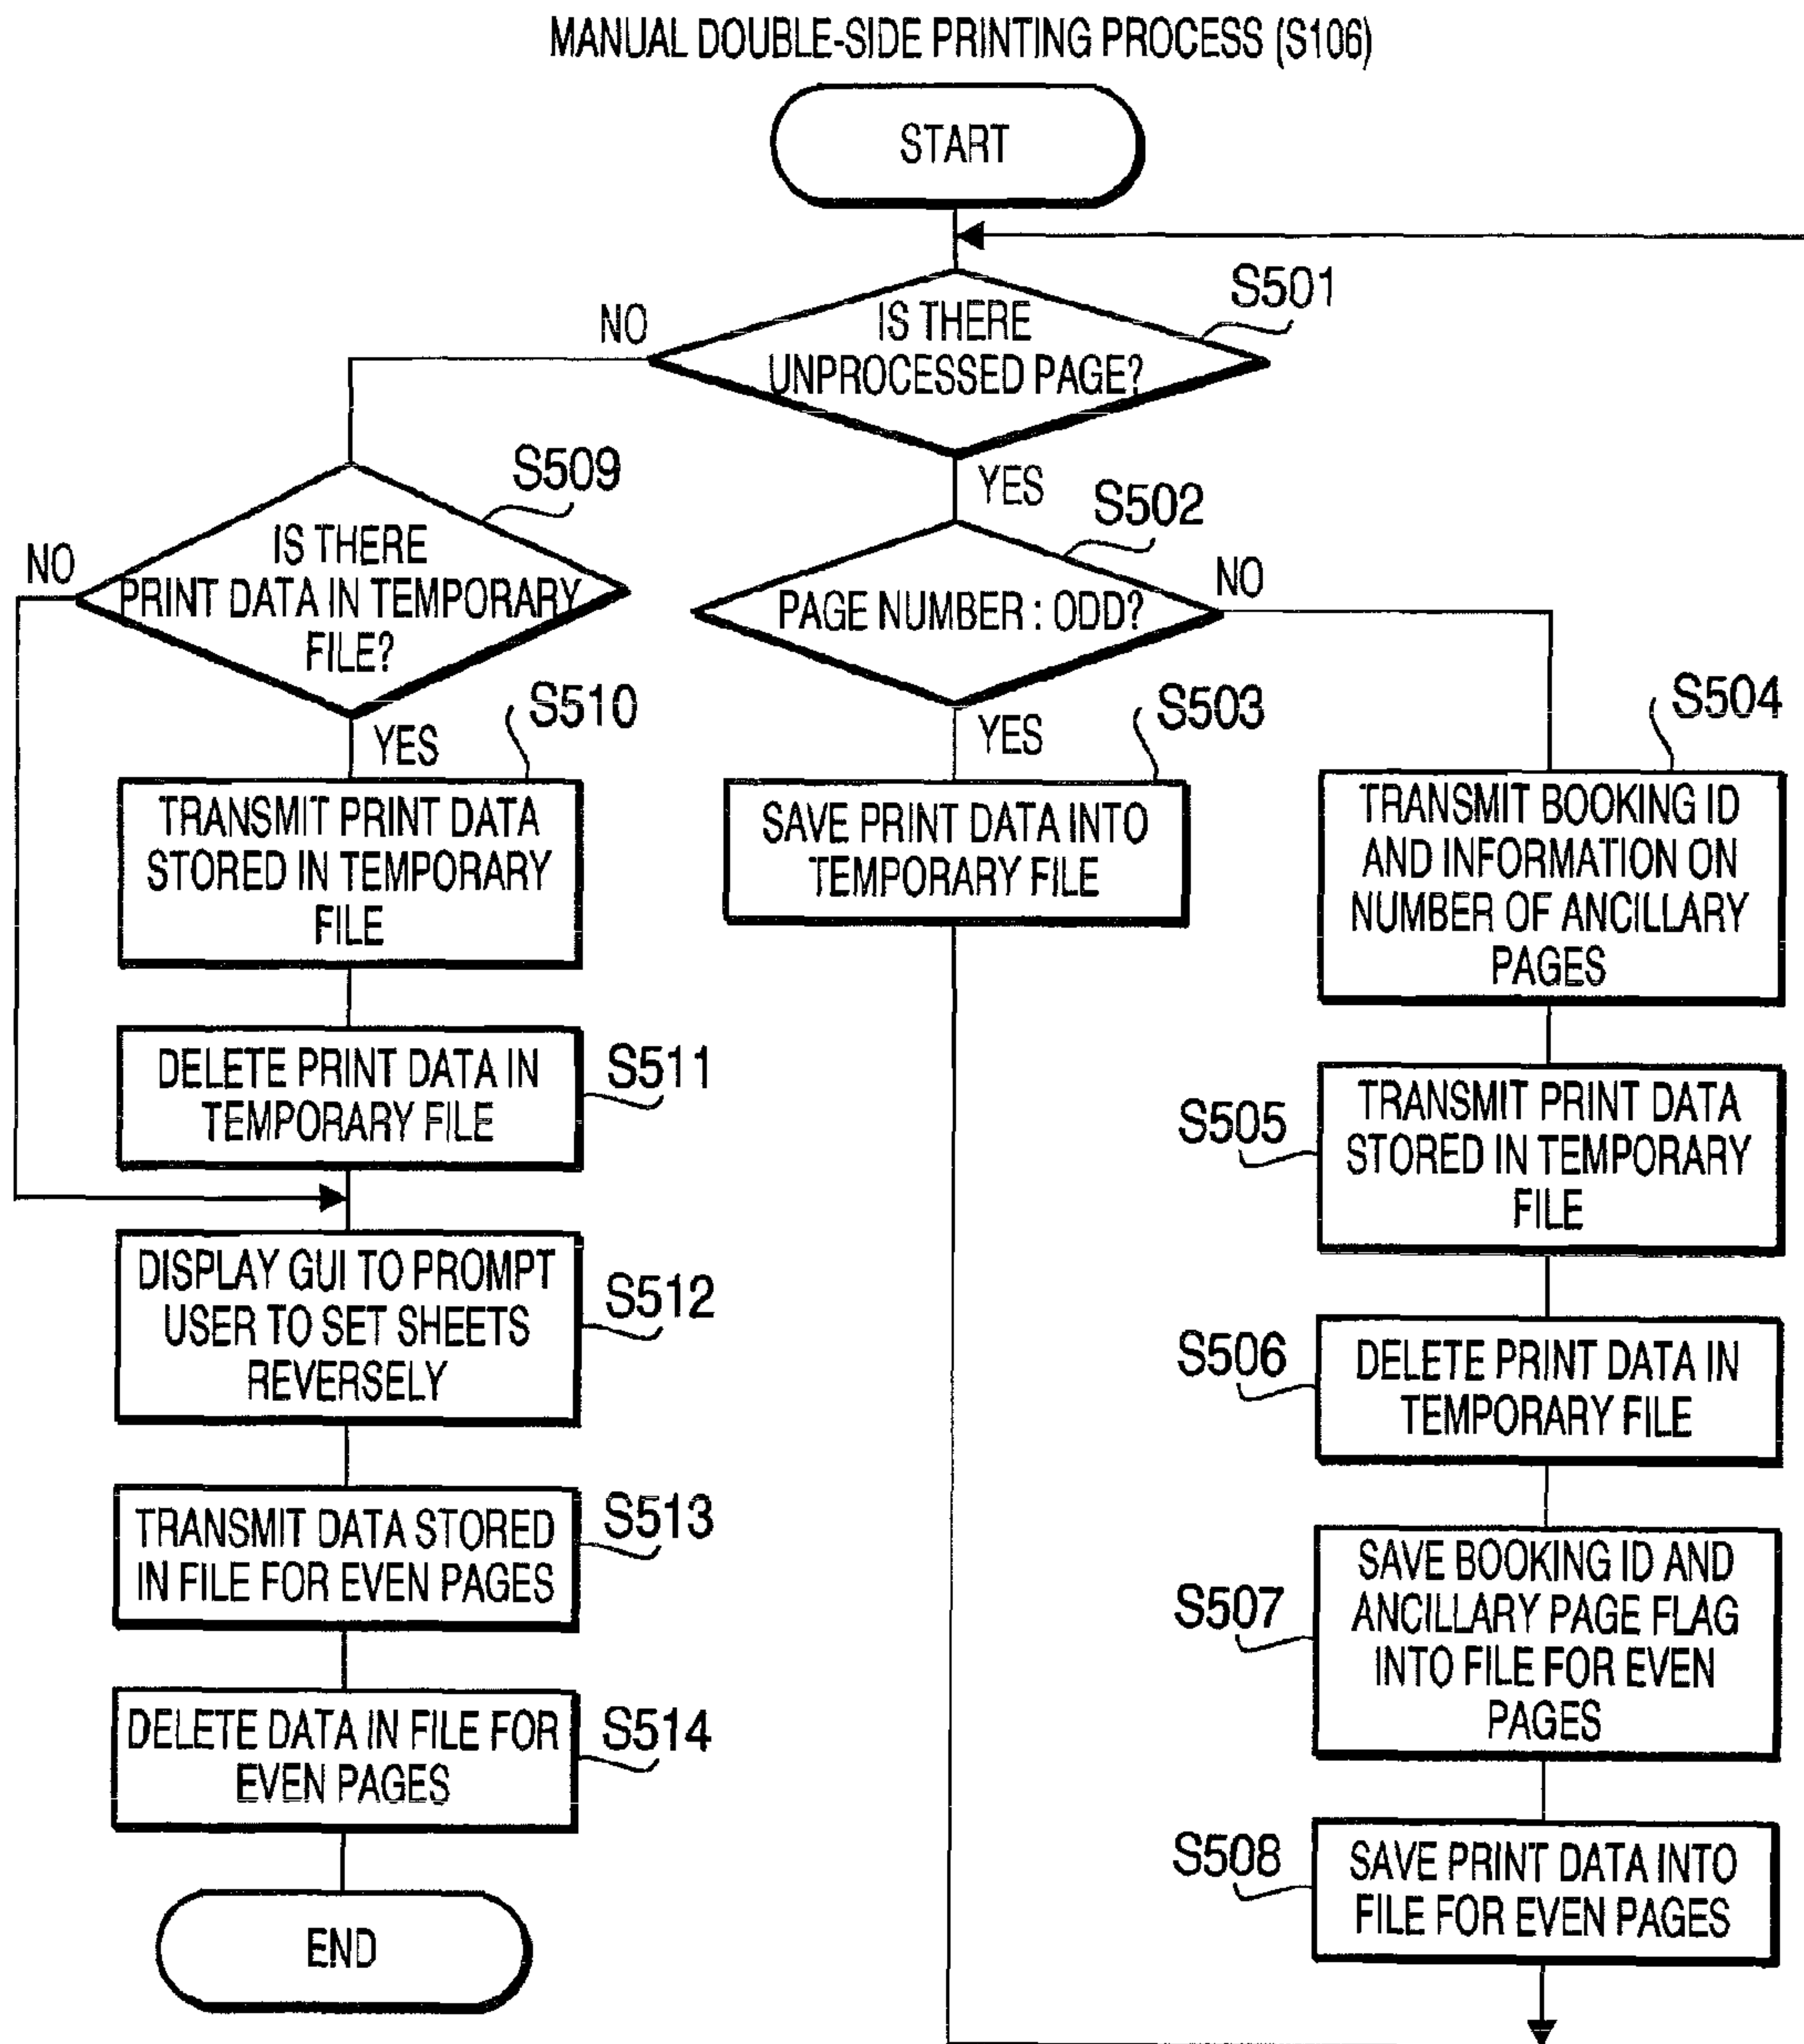 MANUAL DOUBLE-SIDE PRINTING PROCESS (S106)
START
S501
IS THERE
UNPROCESSED PAGE?
NO
YES
S502
PAGE NUMBER : ODD?
NO
YES
S503
SAVE PRINT DATA INTO
TEMPORARY FILE
S504
TRANSMIT BOOKING ID
AND INFORMATION ON
NUMBER OF ANCILLARY
PAGES
S505
TRANSMIT PRINT DATA
STORED IN TEMPORARY
FILE
S506
DELETE PRINT DATA IN
TEMPORARY FILE
S507
SAVE BOOKING ID AND
ANCILLARY PAGE FLAG
INTO FILE FOR EVEN
PAGES
S508
SAVE PRINT DATA INTO
FILE FOR EVEN PAGES
S509
IS THERE
PRINT DATA IN TEMPORARY
FILE?
NO
YES
S510
TRANSMIT PRINT DATA
STORED IN TEMPORARY
FILE
S511
DELETE PRINT DATA IN
TEMPORARY FILE
S512
DISPLAY GUI TO PROMPT
USER TO SET SHEETS
REVERSELY
S513
TRANSMIT DATA STORED
IN FILE FOR EVEN PAGES
S514
DELETE DATA IN FILE FOR
EVEN PAGES
END